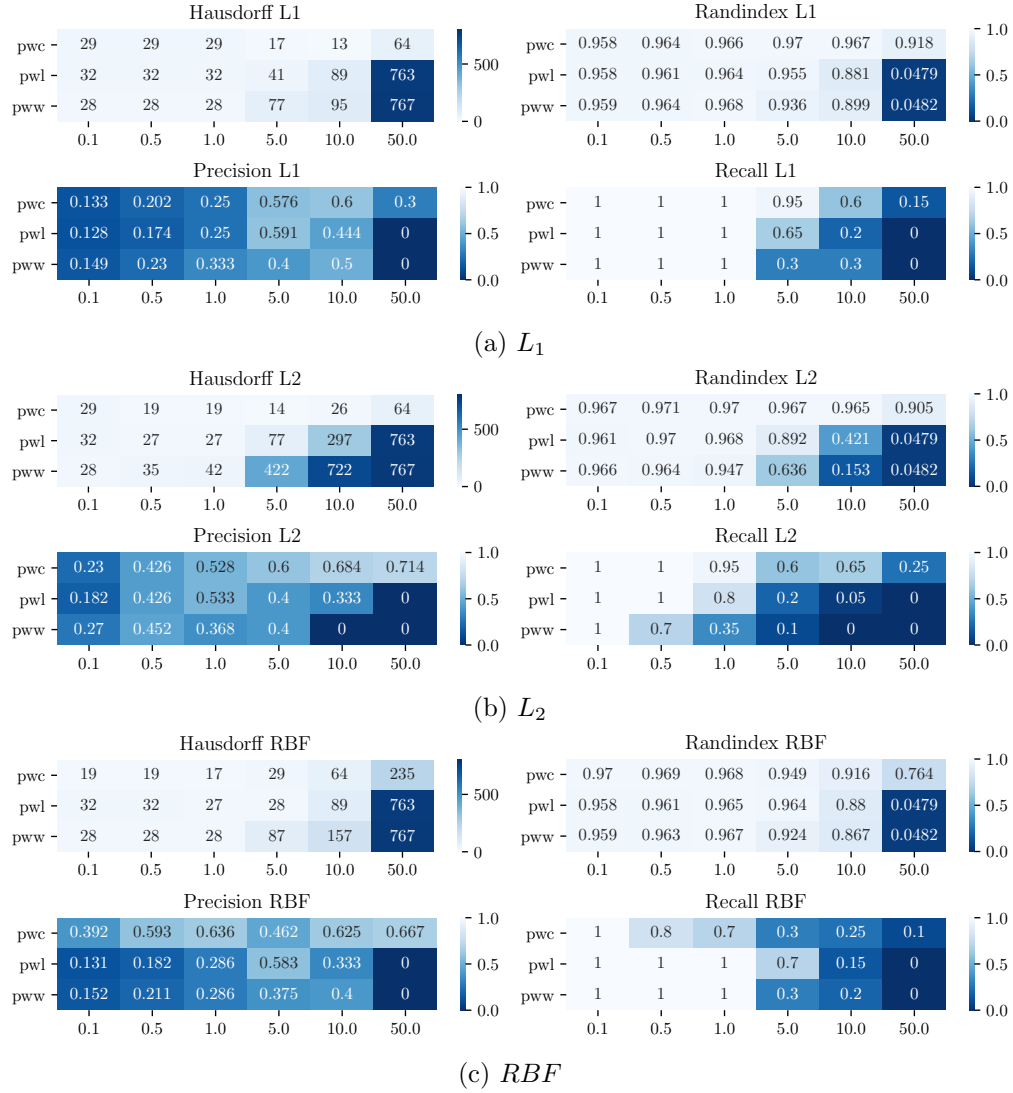 Hausdorff L1
pwc 29 29 29 17 13 64
pwl 32 32 32 41 89 763
pww 28 28 28 77 95 767
0.1 0.5 1.0 5.0 10.0 50.0
500
0
Randindex L1
pwc 0.958 0.964 0.966 0.97 0.967 0.918
pwl 0.958 0.961 0.964 0.955 0.881 0.0479
pww 0.959 0.964 0.968 0.936 0.899 0.0482
0.1 0.5 1.0 5.0 10.0 50.0
1.0
0.5
0.0
Precision L1
pwc 0.133 0.202 0.25 0.576 0.6 0.3
pwl 0.128 0.174 0.25 0.591 0.444 0
pww 0.149 0.23 0.333 0.4 0.5 0
0.1 0.5 1.0 5.0 10.0 50.0
1.0
0.5
0.0
Recall L1
pwc 1 1 1 0.95 0.6 0.15
pwl 1 1 1 0.65 0.2 0
pww 1 1 1 0.3 0.3 0
0.1 0.5 1.0 5.0 10.0 50.0
1.0
0.5
0.0
(a) L₁
Hausdorff L2
pwc 29 19 19 14 26 64
pwl 32 27 27 77 297 763
pww 28 35 42 422 722 767
0.1 0.5 1.0 5.0 10.0 50.0
500
0
Randindex L2
pwc 0.967 0.971 0.97 0.967 0.965 0.905
pwl 0.961 0.97 0.968 0.892 0.421 0.0479
pww 0.966 0.964 0.947 0.636 0.153 0.0482
0.1 0.5 1.0 5.0 10.0 50.0
1.0
0.5
0.0
Precision L2
pwc 0.23 0.426 0.528 0.6 0.684 0.714
pwl 0.182 0.426 0.533 0.4 0.333 0
pww 0.27 0.452 0.368 0.4 0 0
0.1 0.5 1.0 5.0 10.0 50.0
1.0
0.5
0.0
Recall L2
pwc 1 1 0.95 0.6 0.65 0.25
pwl 1 1 0.8 0.2 0.05 0
pww 1 0.7 0.35 0.1 0 0
0.1 0.5 1.0 5.0 10.0 50.0
1.0
0.5
0.0
(b) L₂
Hausdorff RBF
pwc 19 19 17 29 64 235
pwl 32 32 27 28 89 763
pww 28 28 28 87 157 767
0.1 0.5 1.0 5.0 10.0 50.0
500
0
Randindex RBF
pwc 0.97 0.969 0.968 0.949 0.916 0.764
pwl 0.958 0.961 0.965 0.964 0.88 0.0479
pww 0.959 0.963 0.967 0.924 0.867 0.0482
0.1 0.5 1.0 5.0 10.0 50.0
1.0
0.5
0.0
Precision RBF
pwc 0.392 0.593 0.636 0.462 0.625 0.667
pwl 0.131 0.182 0.286 0.583 0.333 0
pww 0.152 0.211 0.286 0.375 0.4 0
0.1 0.5 1.0 5.0 10.0 50.0
1.0
0.5
0.0
Recall RBF
pwc 1 0.8 0.7 0.3 0.25 0.1
pwl 1 1 1 0.7 0.15 0
pww 1 1 1 0.3 0.2 0
0.1 0.5 1.0 5.0 10.0 50.0
1.0
0.5
0.0
(c) RBF